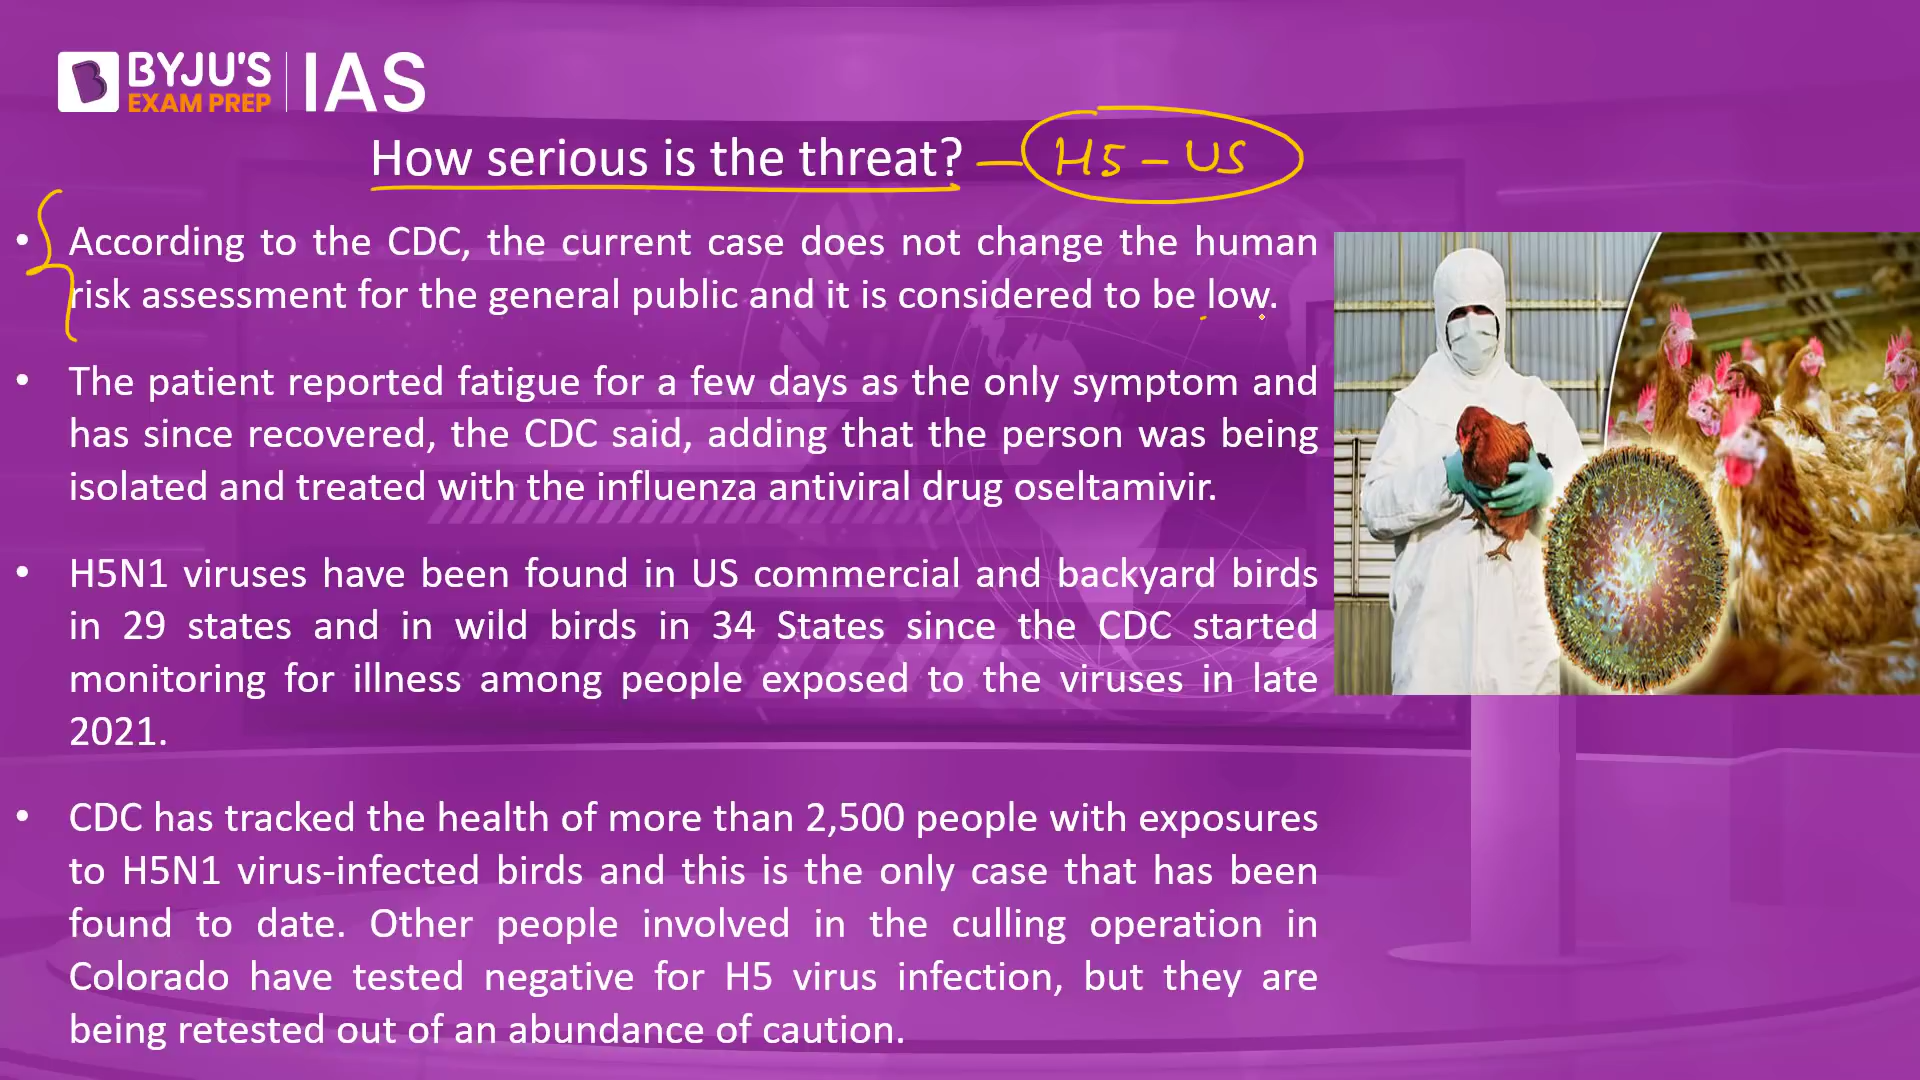 BYJU'S
EXAM PREP
IAS
How serious is the threat? — H5 - US
• According to the CDC, the current case does not change the human
risk assessment for the general public and it is considered to be low.
• The patient reported fatigue for a few days as the only symptom and
has since recovered, the CDC said, adding that the person was being
isolated and treated with the influenza antiviral drug oseltamivir.
• H5N1 viruses have been found in US commercial and backyard birds
in 29 states and in wild birds in 34 States since the CDC started
monitoring for illness among people exposed to the viruses in late
2021.
• CDC has tracked the health of more than 2,500 people with exposures
to H5N1 virus-infected birds and this is the only case that has been
found to date. Other people involved in the culling operation in
Colorado have tested negative for H5 virus infection, but they are
being retested out of an abundance of caution.